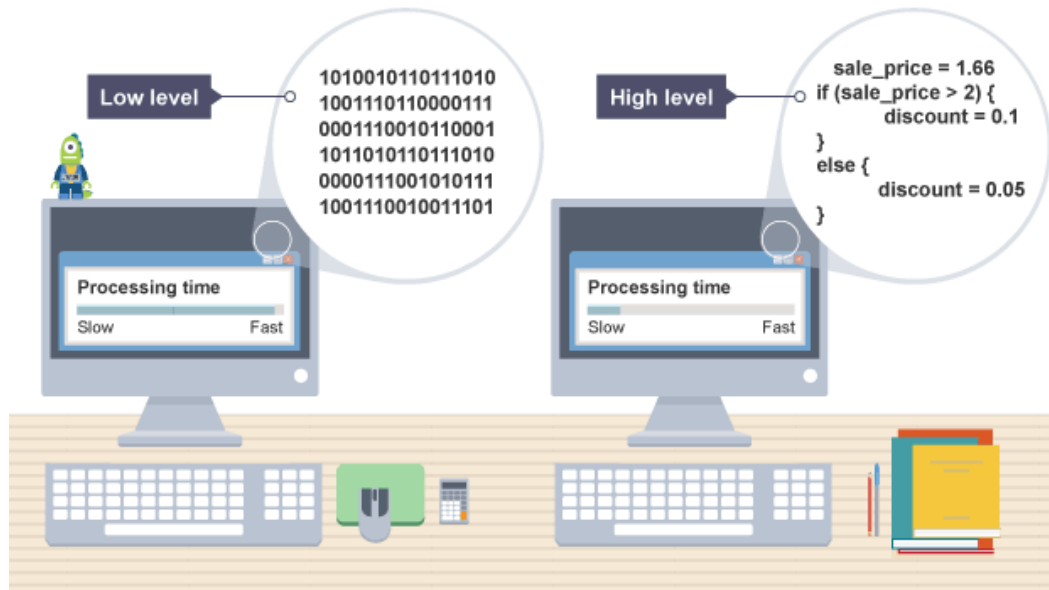 Low level
1010010110111010
1001110110000111
0001110010110001
1011010110111010
0000111001010111
1001110010011101
Processing time
Slow Fast
High level
sale_price = 1.66
if (sale_price > 2) {
discount = 0.1
}
else {
discount = 0.05
}
Processing time
Slow Fast